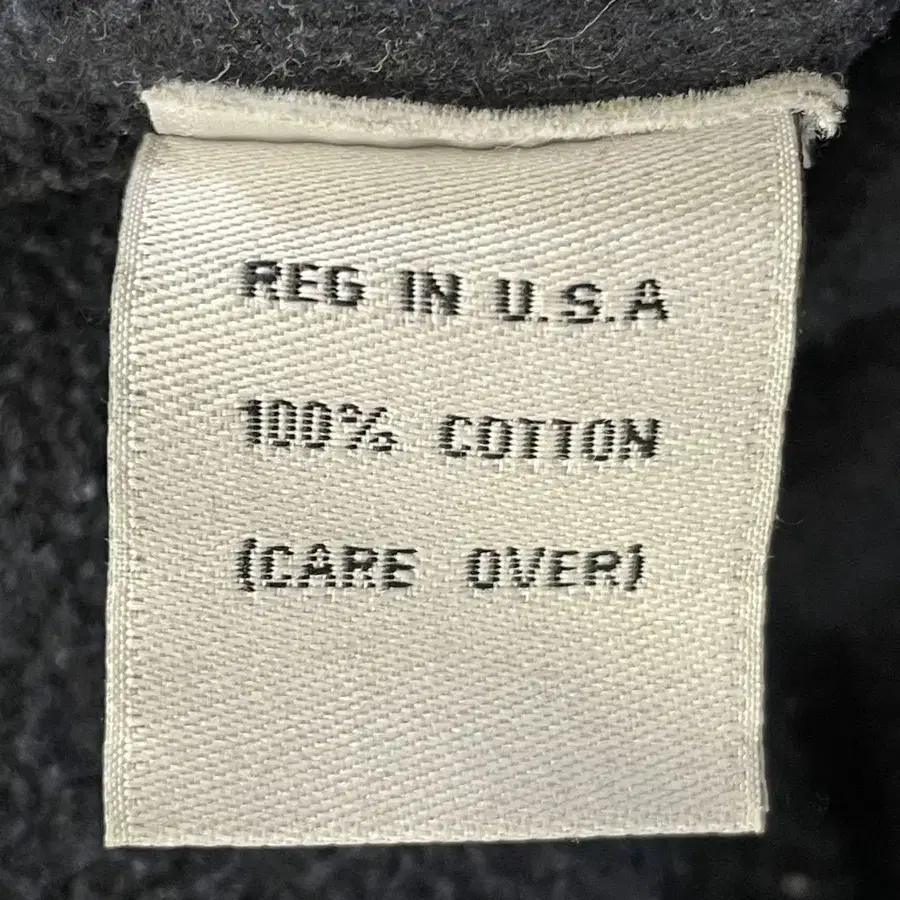 REG IN U.S.A
100% COTTON
(CARE OVER)